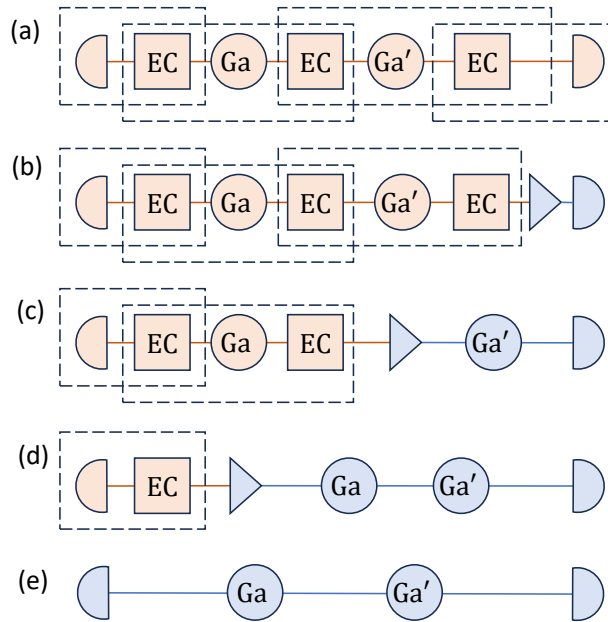 (a) EC Ga EC Ga′ EC
(b) EC Ga EC Ga′ EC
(c) EC Ga EC Ga′
(d) EC Ga Ga′
(e) Ga Ga′